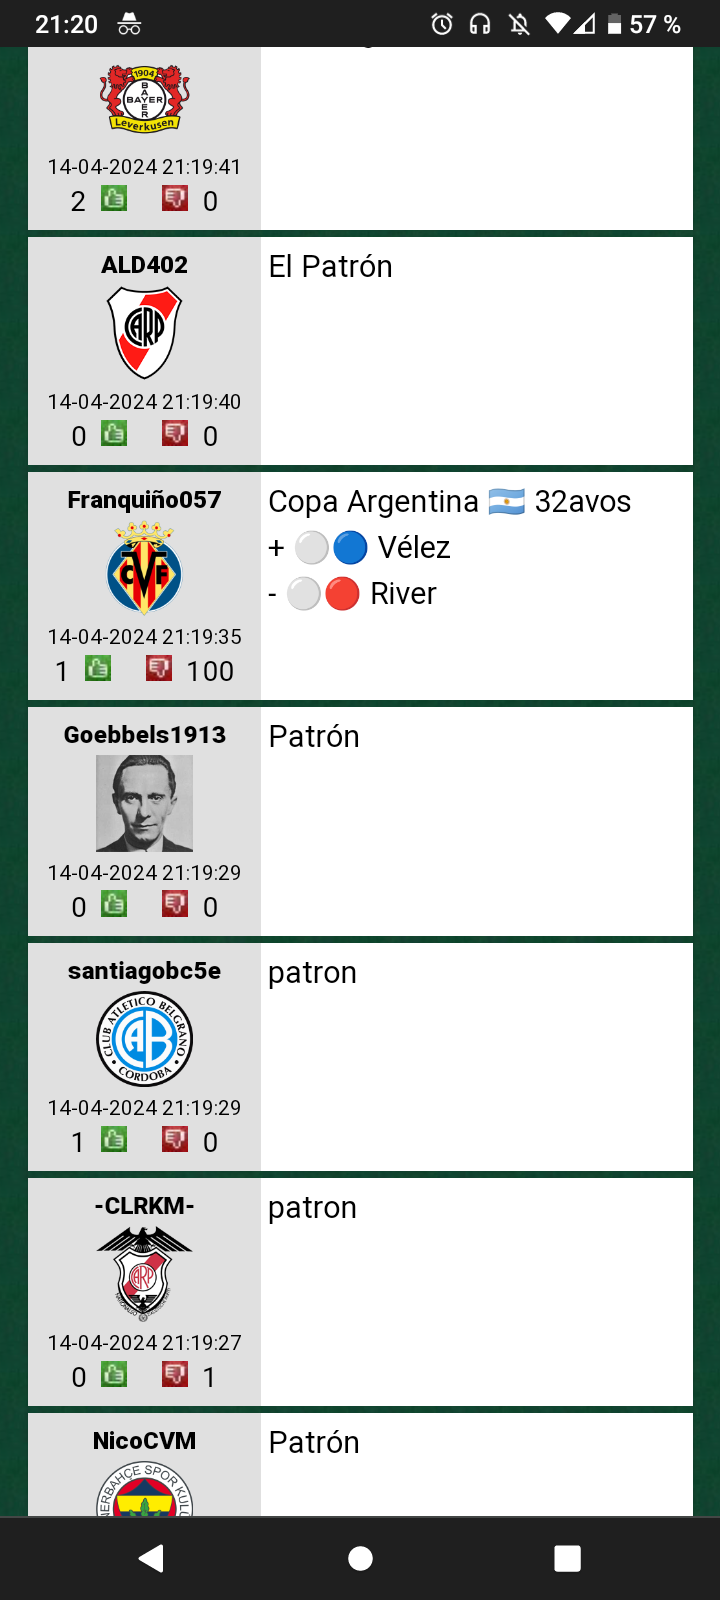 21:20
57 %
1904
BAYER
BAYER
Leverkusen
14-04-2024 21:19:41
2 0
ALD402
El Patrón
CARP
14-04-2024 21:19:40
0 0
Franquiño057
Copa Argentina 🇦🇷 32avos
+ ⚪🔵 Vélez
- ⚪🔴 River
CVF
14-04-2024 21:19:35
1 100
Goebbels1913
Patrón
14-04-2024 21:19:29
0 0
santiagobc5e
patron
CLUB ATLETICO BELGRANO
CAB
CORDOBA
14-04-2024 21:19:29
1 0
-CLRKM-
patron
CARP
14-04-2024 21:19:27
0 1
NicoCVM
Patrón